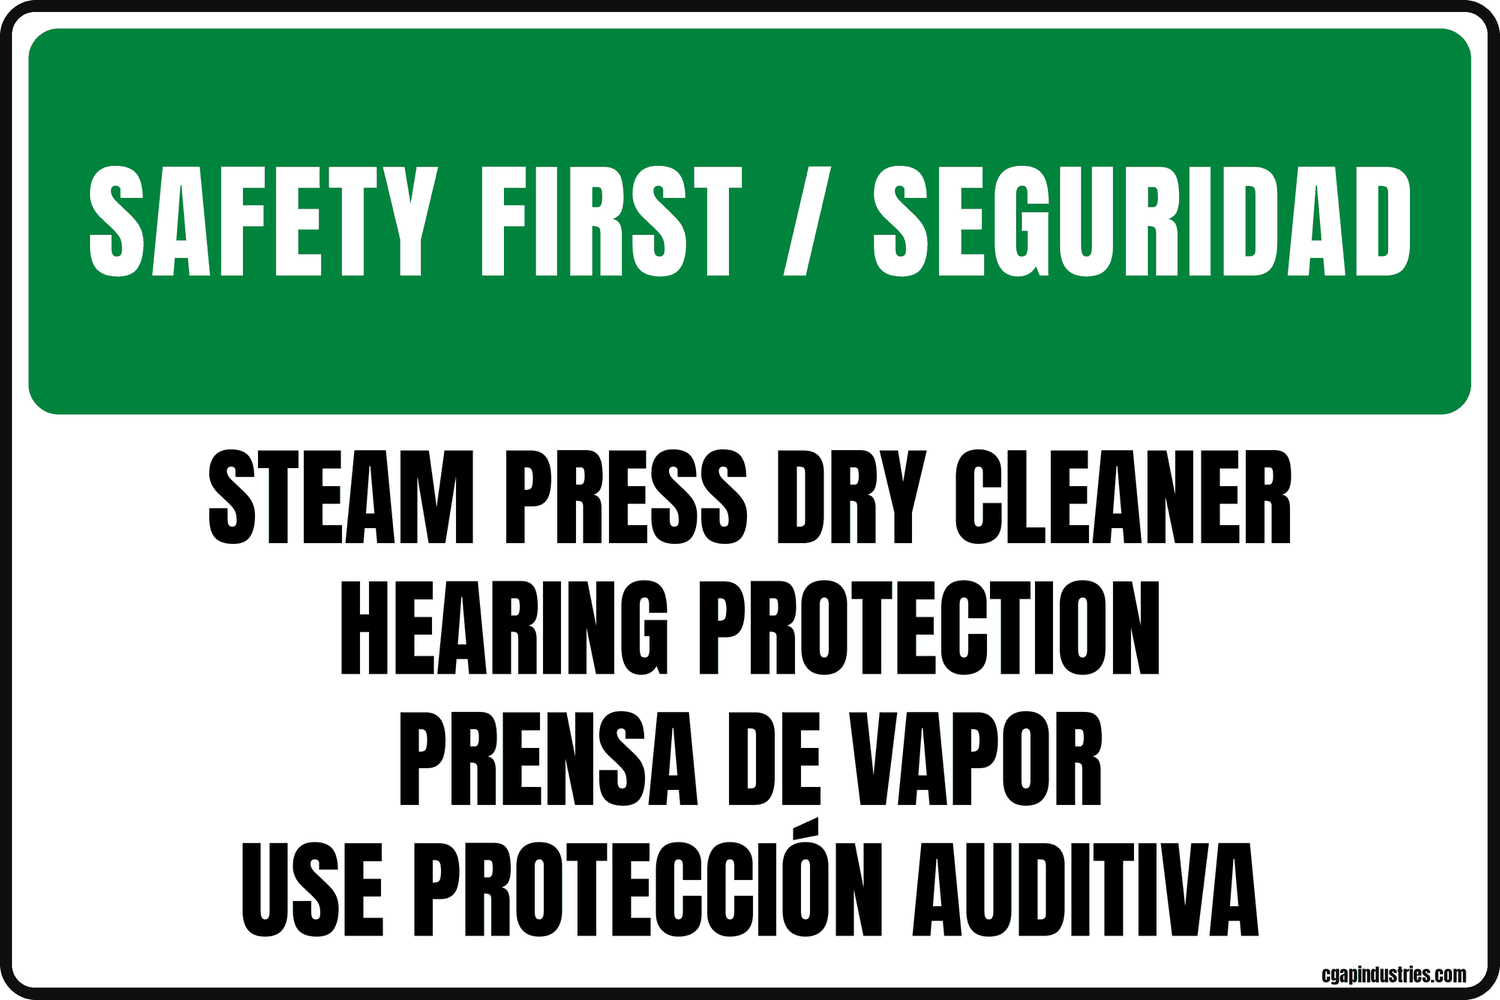 SAFETY FIRST / SEGURIDAD
STEAM PRESS DRY CLEANER
HEARING PROTECTION
PRENSA DE VAPOR
USE PROTECCIÓN AUDITIVA
cgapindustries.com